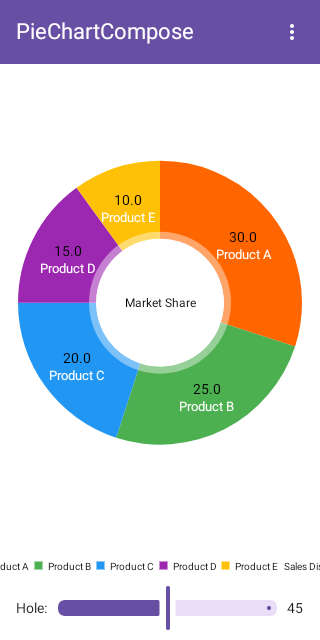 PieChartCompose
10.0
Product E
30.0
Product A
15.0
Product D
Market Share
20.0
Product C
25.0
Product B
duct A Product B Product C Product D Product E Sales Dis
Hole: 45